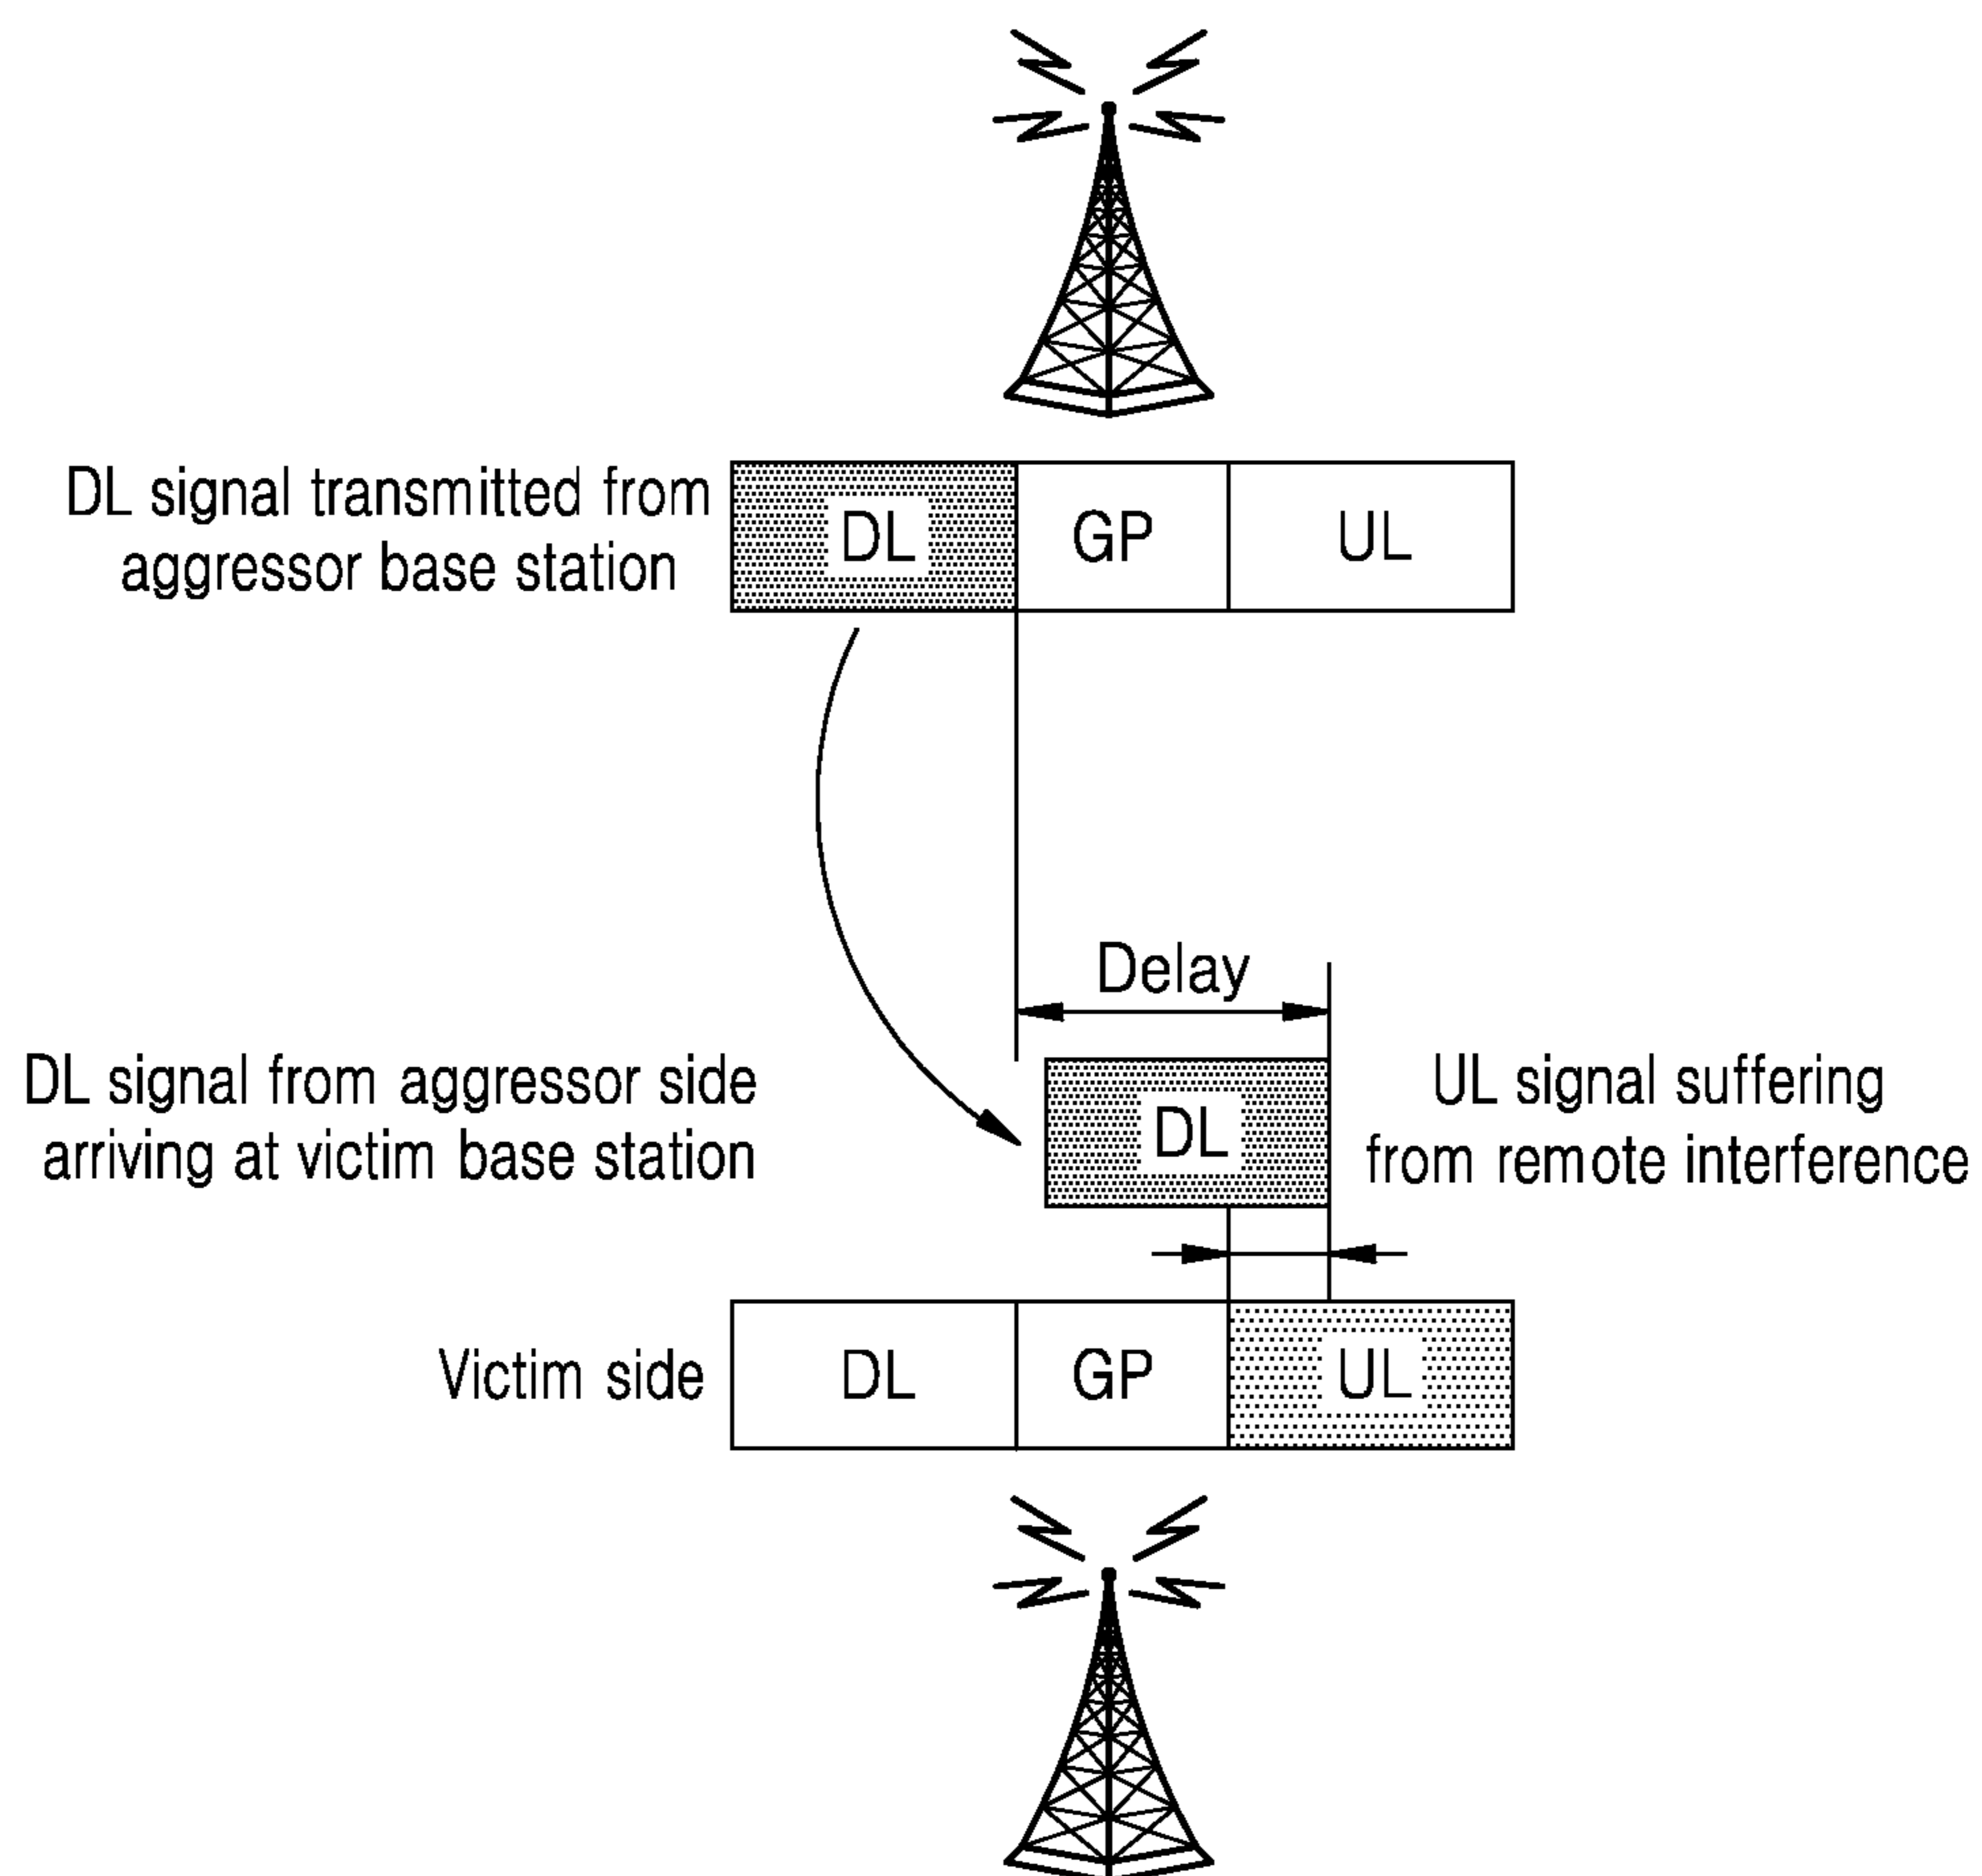 DL signal transmitted from
aggressor base station
DL
GP
UL
Delay
DL signal from aggressor side
arriving at victim base station
DL
UL signal suffering
from remote interference
Victim side
DL
GP
UL